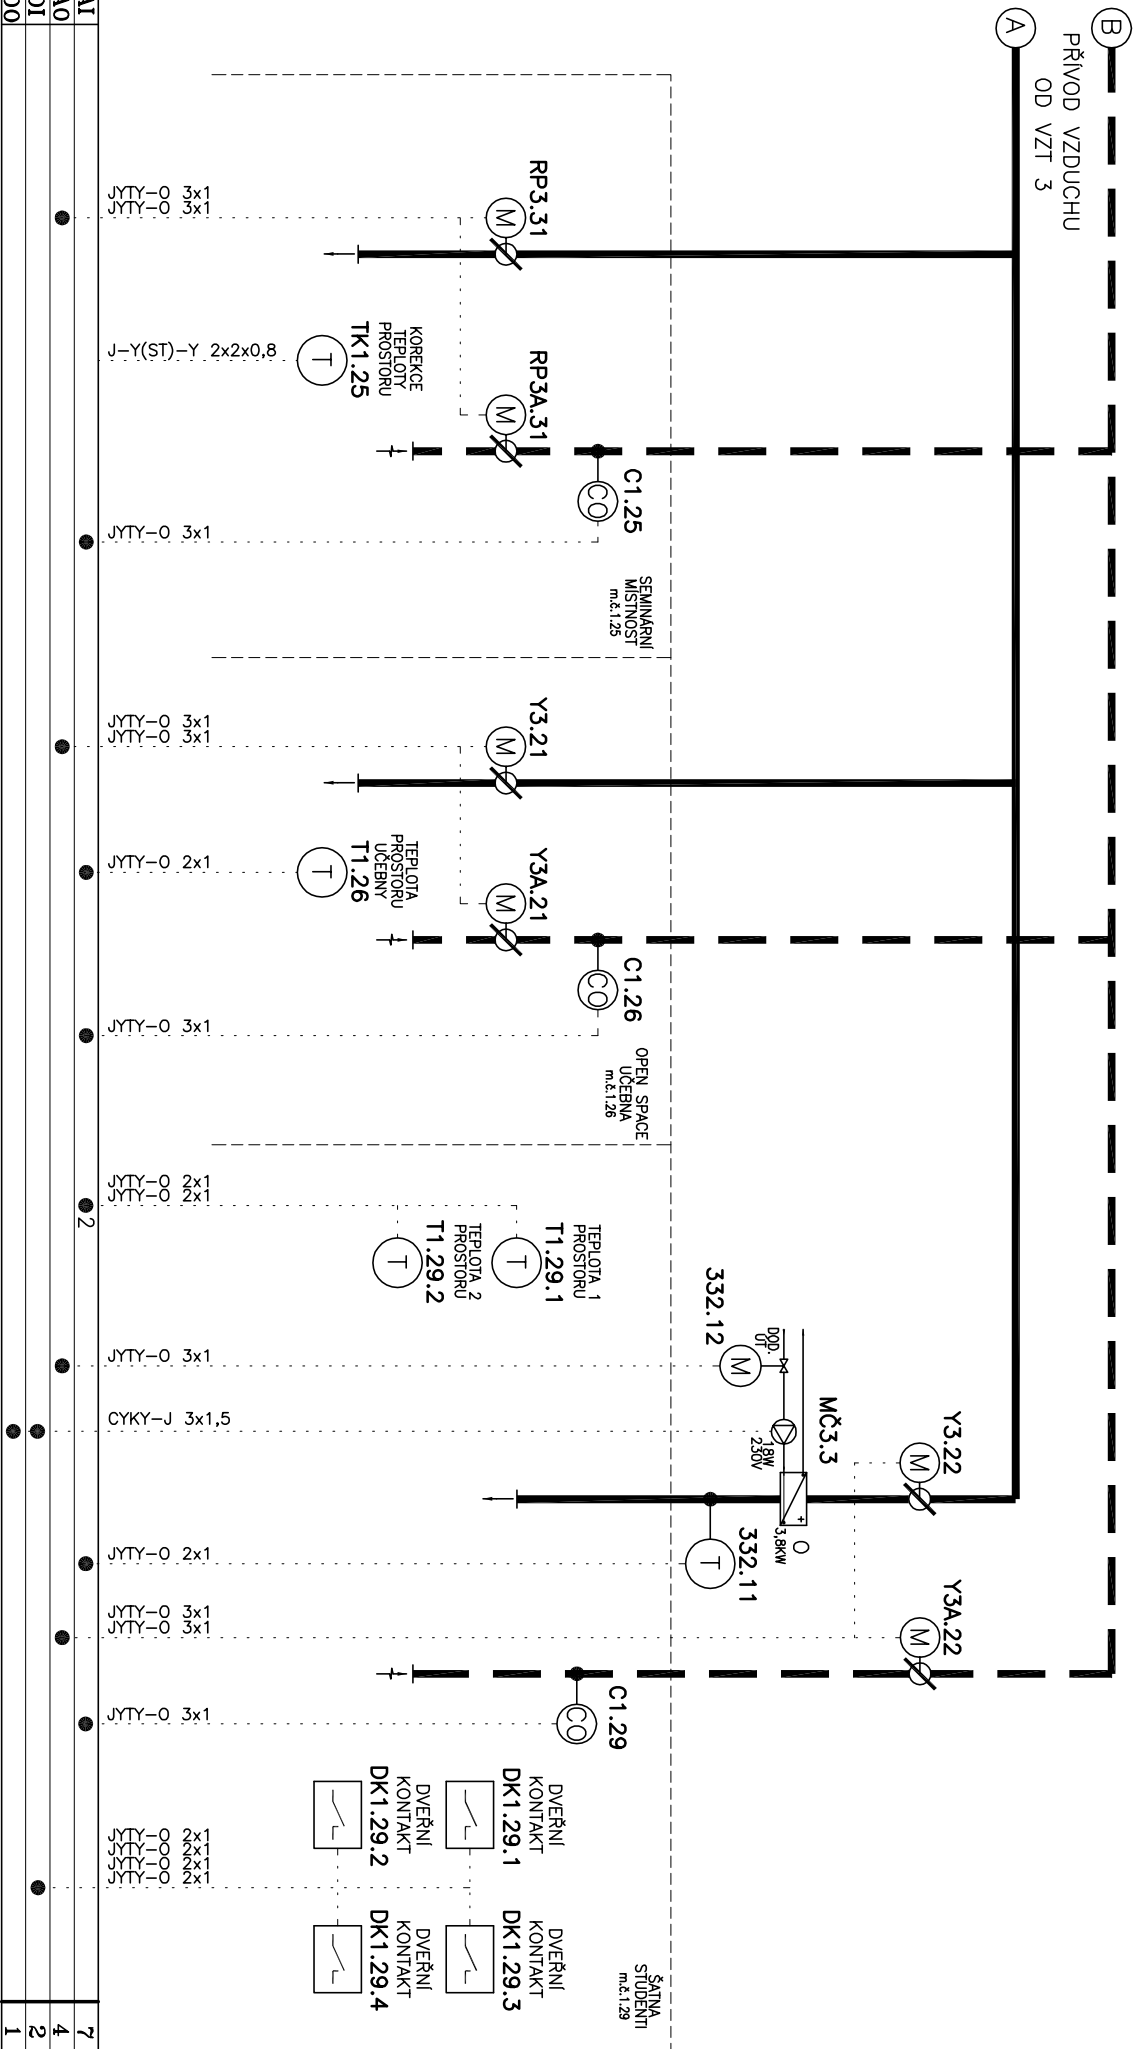 B
A
PŘÍVOD VZDUCHU
OD VZT 3
RP3.31
M
RP3A.31
M
C1.25
CO
KOREKCE
TEPLOTY
PROSTORU
TK1.25
T
SEMINÁRNÍ
MÍSTNOST
m.č.1.25
Y3.21
M
Y3A.21
M
C1.26
CO
TEPLOTA
PROSTORU
UČEBNY
T1.26
T
OPEN SPACE
UČEBNA
m.č.1.26
TEPLOTA 1
PROSTORU
T1.29.1
T
TEPLOTA 2
PROSTORU
T1.29.2
T
332.12
M
DOD.
ÚT
MČ3.3
18W
230V
O
3,8KW
+
Y3.22
M
332.11
T
Y3A.22
M
C1.29
CO
DVEŘNÍ
KONTAKT
DK1.29.1
DVEŘNÍ
KONTAKT
DK1.29.2
DVEŘNÍ
KONTAKT
DK1.29.3
DVEŘNÍ
KONTAKT
DK1.29.4
ŠATNA
STUDENTI
m.č.1.29
JYTY-O 3x1
JYTY-O 3x1
J-Y(ST)-Y 2x2x0,8
JYTY-O 3x1
JYTY-O 3x1
JYTY-O 3x1
JYTY-O 2x1
JYTY-O 3x1
JYTY-O 2x1
JYTY-O 2x1
JYTY-O 3x1
CYKY-J 3x1,5
JYTY-O 2x1
JYTY-O 3x1
JYTY-O 3x1
JYTY-O 3x1
JYTY-O 2x1
JYTY-O 2x1
JYTY-O 2x1
JYTY-O 2x1
AI 2 7
AO 4
DI 2
DO 1